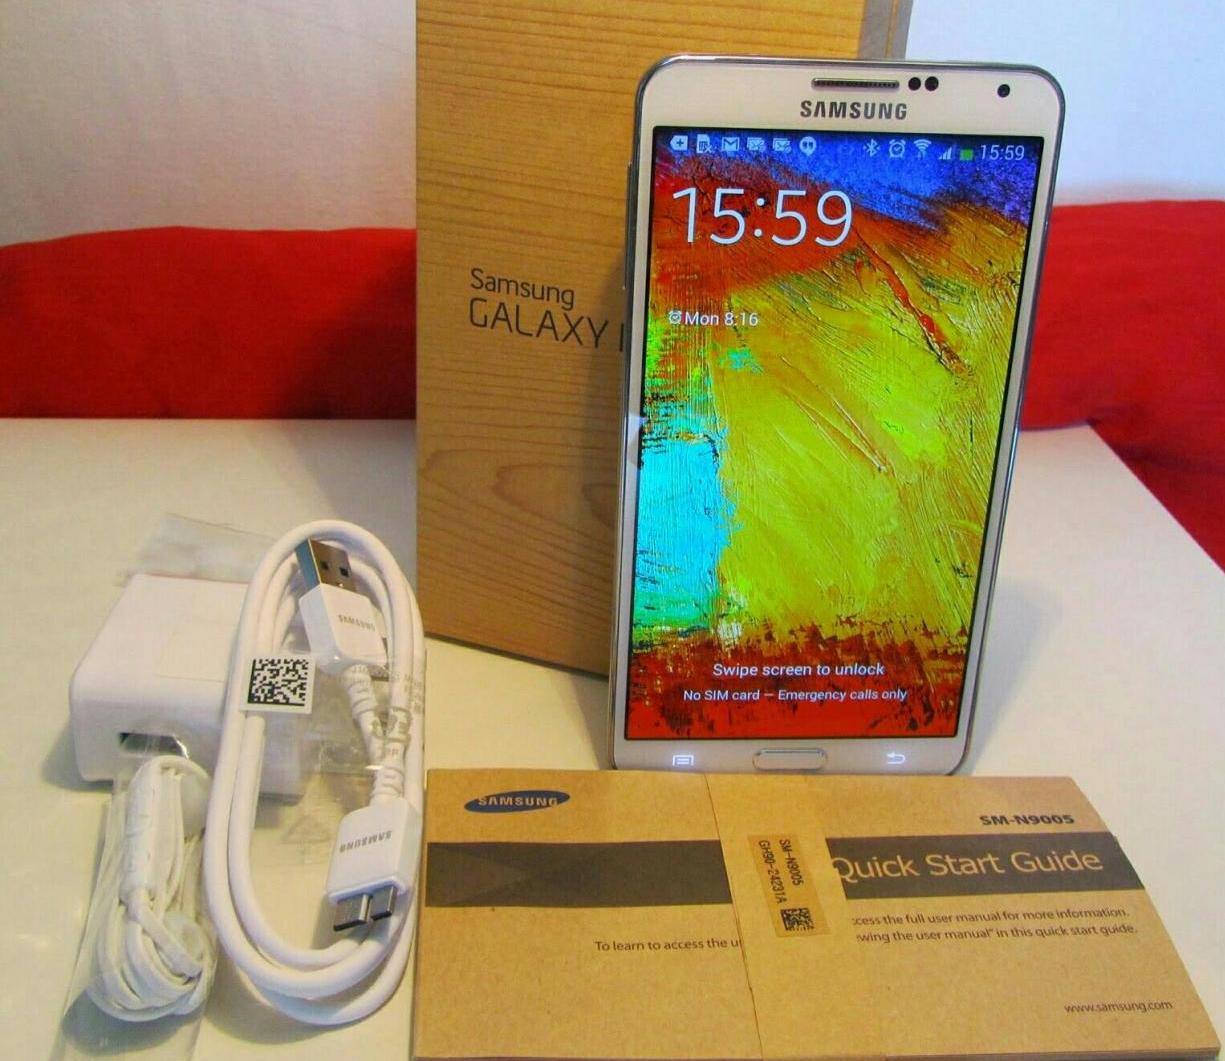 SAMSUNG
15:59
15:59
Mon 8:16
Swipe screen to unlock
No SIM card — Emergency calls only
Samsung
GALAXY
SAMSUNG
SAMSUNG
SAMSUNG
SM-N9005
Quick Start Guide
SM-N9005
GH90-24231A
To learn to access the
ccess the full user manual for more information.
wing the user manual" in this quick start guide.
www.samsung.com